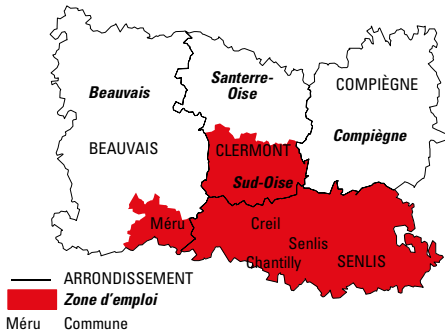 Santerre-
Oise
COMPIÈGNE
Beauvais
Compiègne
BEAUVAIS
CLERMONT
Sud-Oise
Méru
Creil
Senlis
Chantilly
SENLIS
ARRONDISSEMENT
Zone d'emploi
Méru Commune